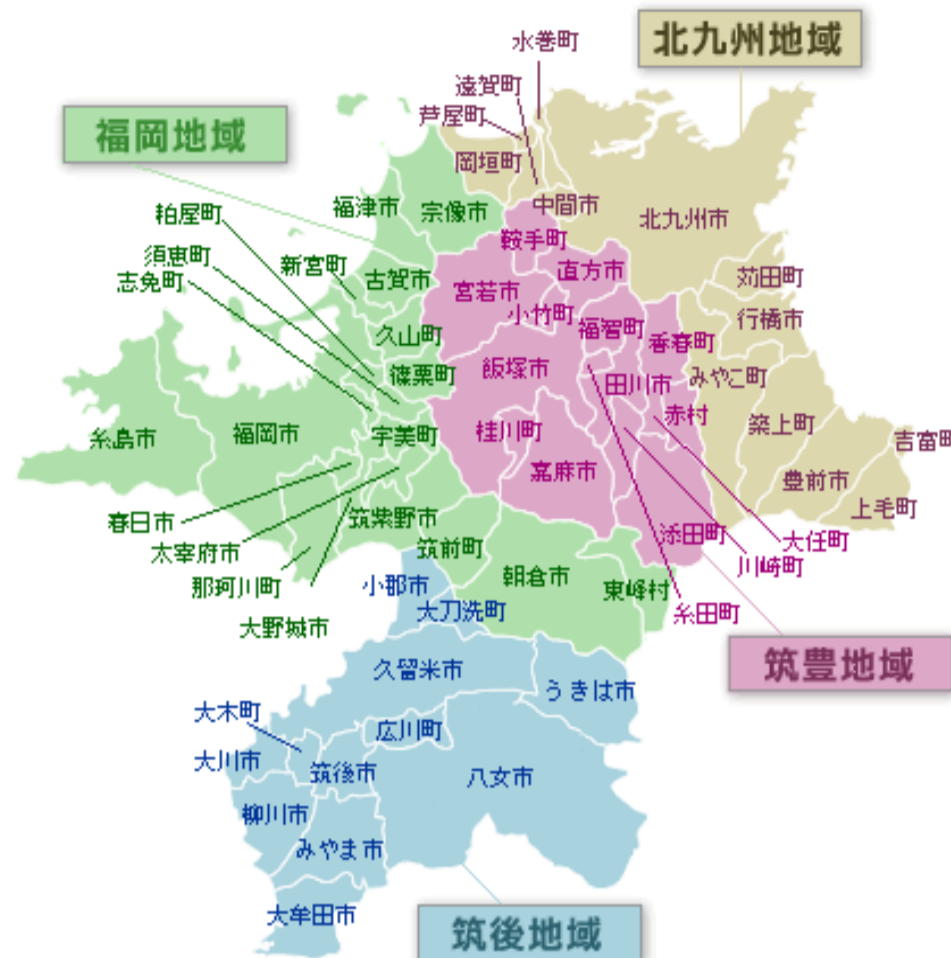 水巻町
北九州地域
遠賀町
芦屋町
福岡地域
岡垣町
福津市
宗像市
中間市
北九州市
粕屋町
鞍手町
須恵町
新宮町
古賀市
直方市
志免町
宮若市
苅田町
小竹町
福智町
行橋市
久山町
香春町
篠栗町
飯塚市
田川市
みやこ町
赤村
糸島市
福岡市
宇美町
桂川町
築上町
吉富町
嘉麻市
豊前市
上毛町
春日市
筑紫野市
太宰府市
筑前町
添田町
大任町
那珂川町
小郡市
朝倉市
東峰村
川崎町
大野城市
大刀洗町
糸田町
久留米市
うきは市
筑豊地域
大木町
広川町
大川市
筑後市
八女市
柳川市
みやま市
大牟田市
筑後地域